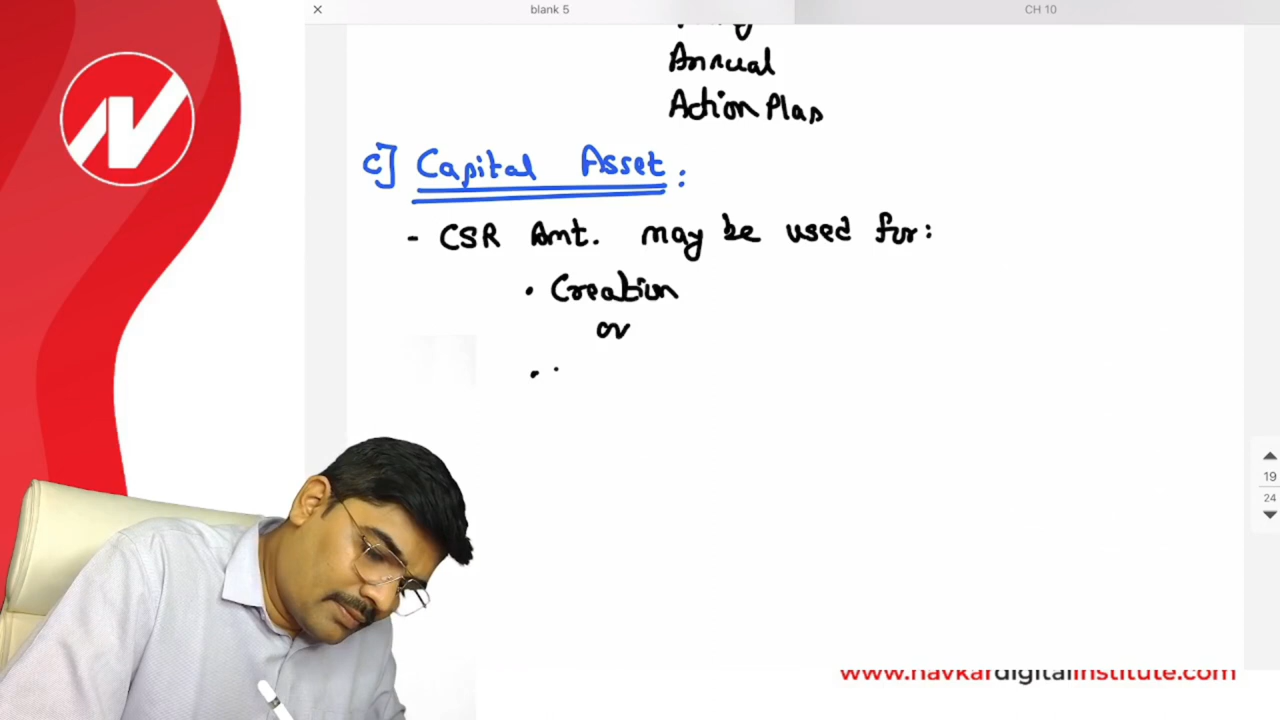 blank 5
CH 10
Annual
Action Plan
C] Capital Asset:
- CSR Amt. may be used for:
• Creation
or
19
24
www.navkardigitalinstitute.com